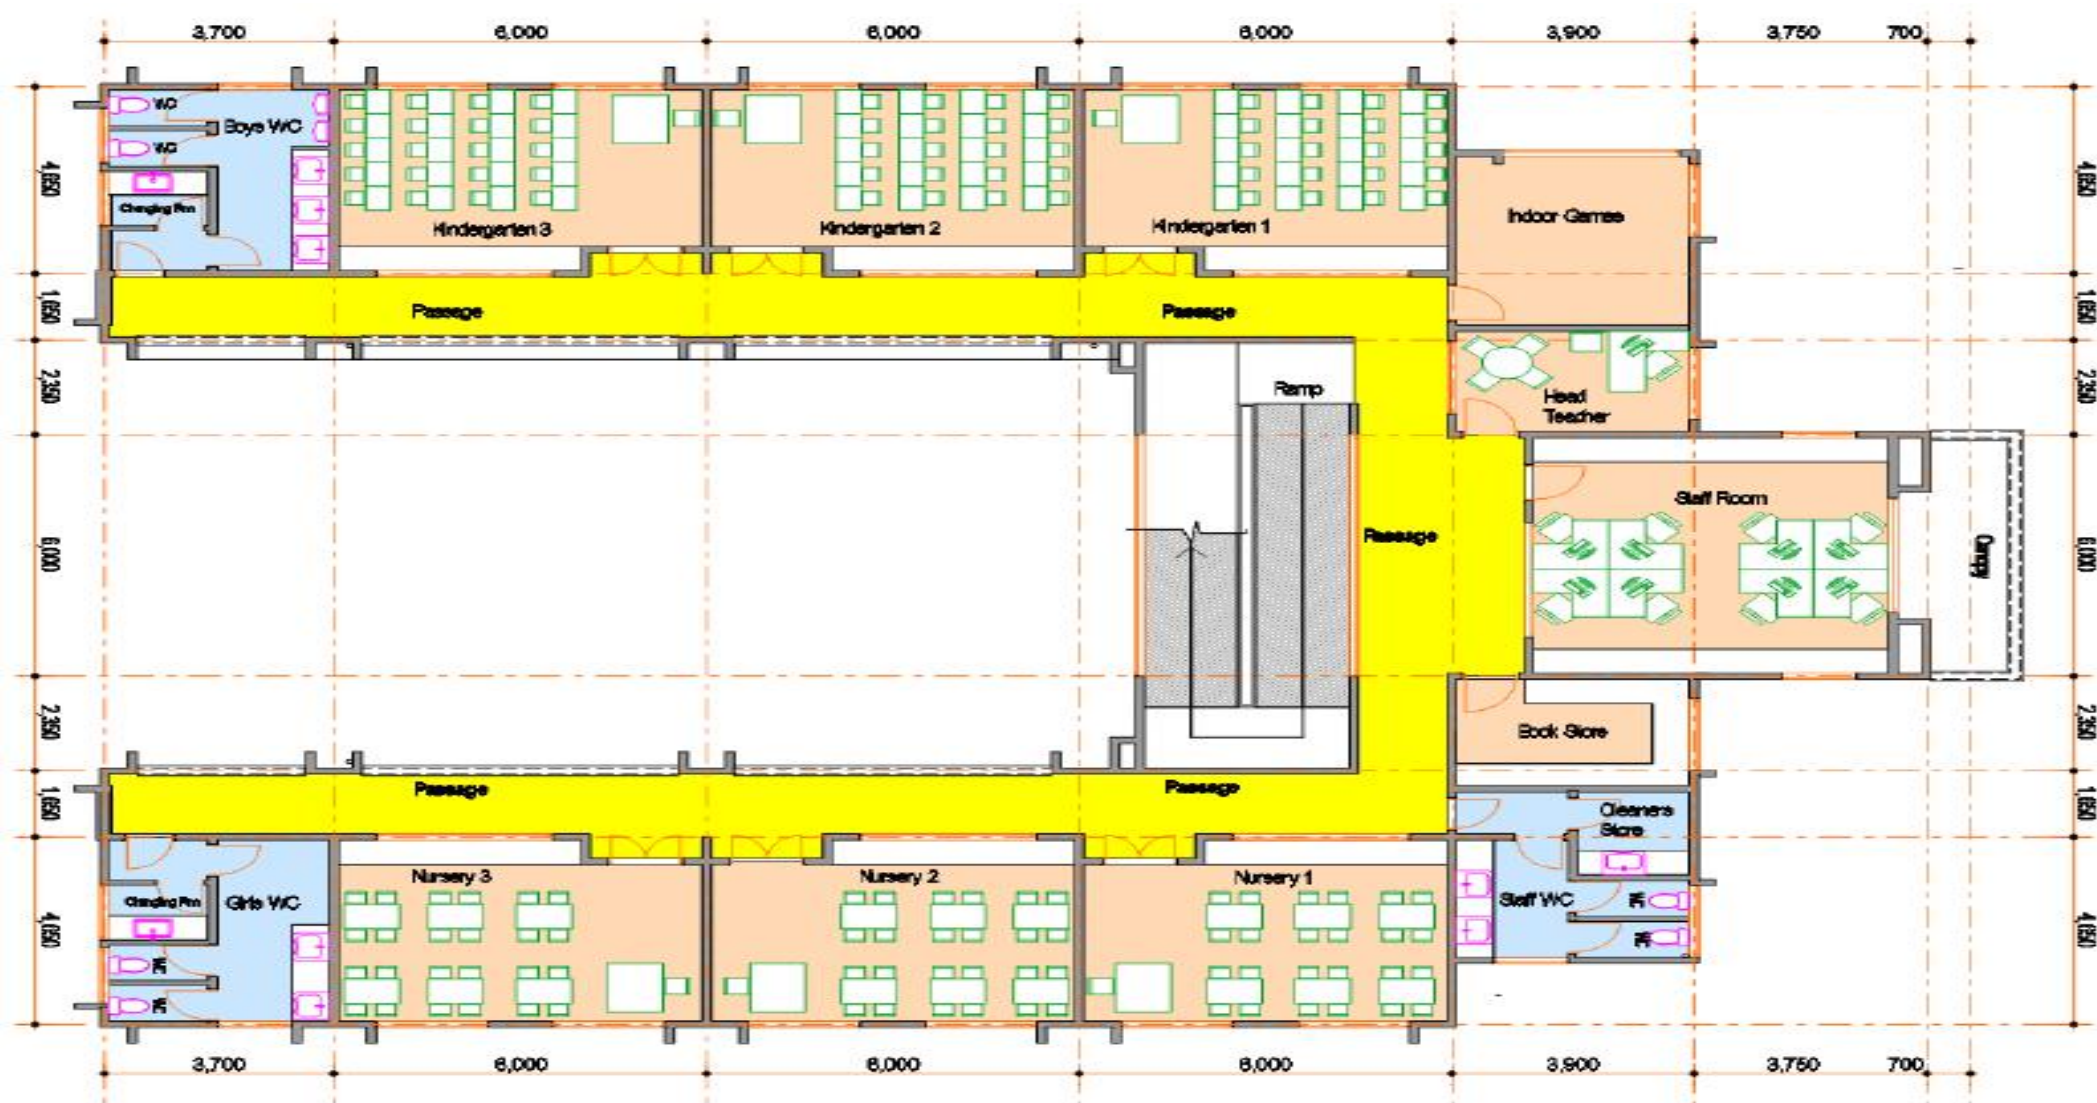 3,700
6,000
6,000
6,000
3,900
3,750
700
WC
Boys WC
WC
Changing Rm
Kindergarten 3
Kindergarten 2
Kindergarten 1
Indoor Games
4,650
4,650
Passage
Passage
1,650
1,650
Ramp
Head
Teacher
2,350
2,350
Staff Room
Passage
Canopy
6,000
6,000
Book Store
2,350
2,350
Passage
Passage
Cleaners
Store
1,650
1,650
Nursery 3
Nursery 2
Nursery 1
Changing Rm
Girls WC
Staff WC
WC
WC
WC
WC
4,650
4,650
3,700
6,000
6,000
6,000
3,900
3,750
700